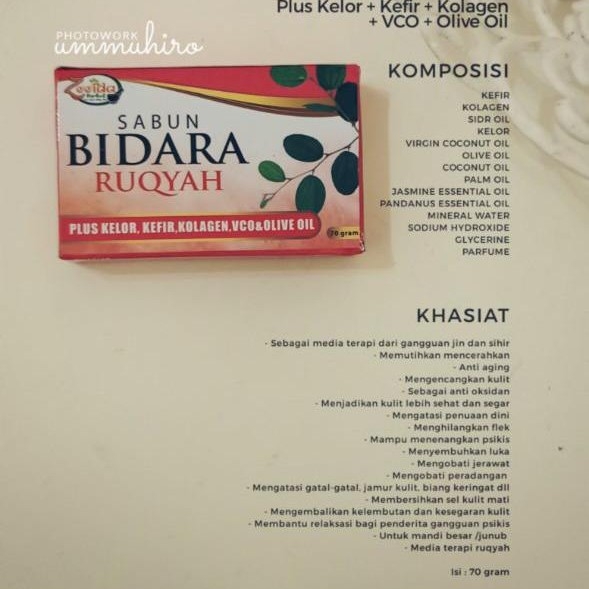 Plus Kelor + Kefir + Kolagen
+ VCO + Olive Oil
PHOTOWORK
ummuhiro
KOMPOSISI
KEFIR
KOLAGEN
SIDR OIL
KELOR
VIRGIN COCONUT OIL
OLIVE OIL
COCONUT OIL
PALM OIL
JASMINE ESSENTIAL OIL
PANDANUS ESSENTIAL OIL
MINERAL WATER
SODIUM HYDROXIDE
GLYCERINE
PARFUME
SABUN
BIDARA
RUQYAH
PLUS KELOR, KEFIR,KOLAGEN,VCO&OLIVE OIL
70 gram
KHASIAT
- Sebagai media terapi dari gangguan jin dan sihir
- Memutihkan mencerahkan
- Anti aging
- Mengencangkan kulit
- Sebagai anti oksidan
- Menjadikan kulit lebih sehat dan segar
- Mengatasi penuaan dini
- Menghilangkan flek
- Mampu menenangkan psikis
- Menyembuhkan luka
- Mengobati jerawat
- Mengobati peradangan
- Mengatasi gatal-gatal, jamur kulit, biang keringat dll
- Membersihkan sel kulit mati
- Mengembalikan kelembutan dan kesegaran kulit
- Membantu relaksasi bagi penderita gangguan psikis
- Untuk mandi besar /junub
- Media terapi ruqyah
Isi : 70 gram